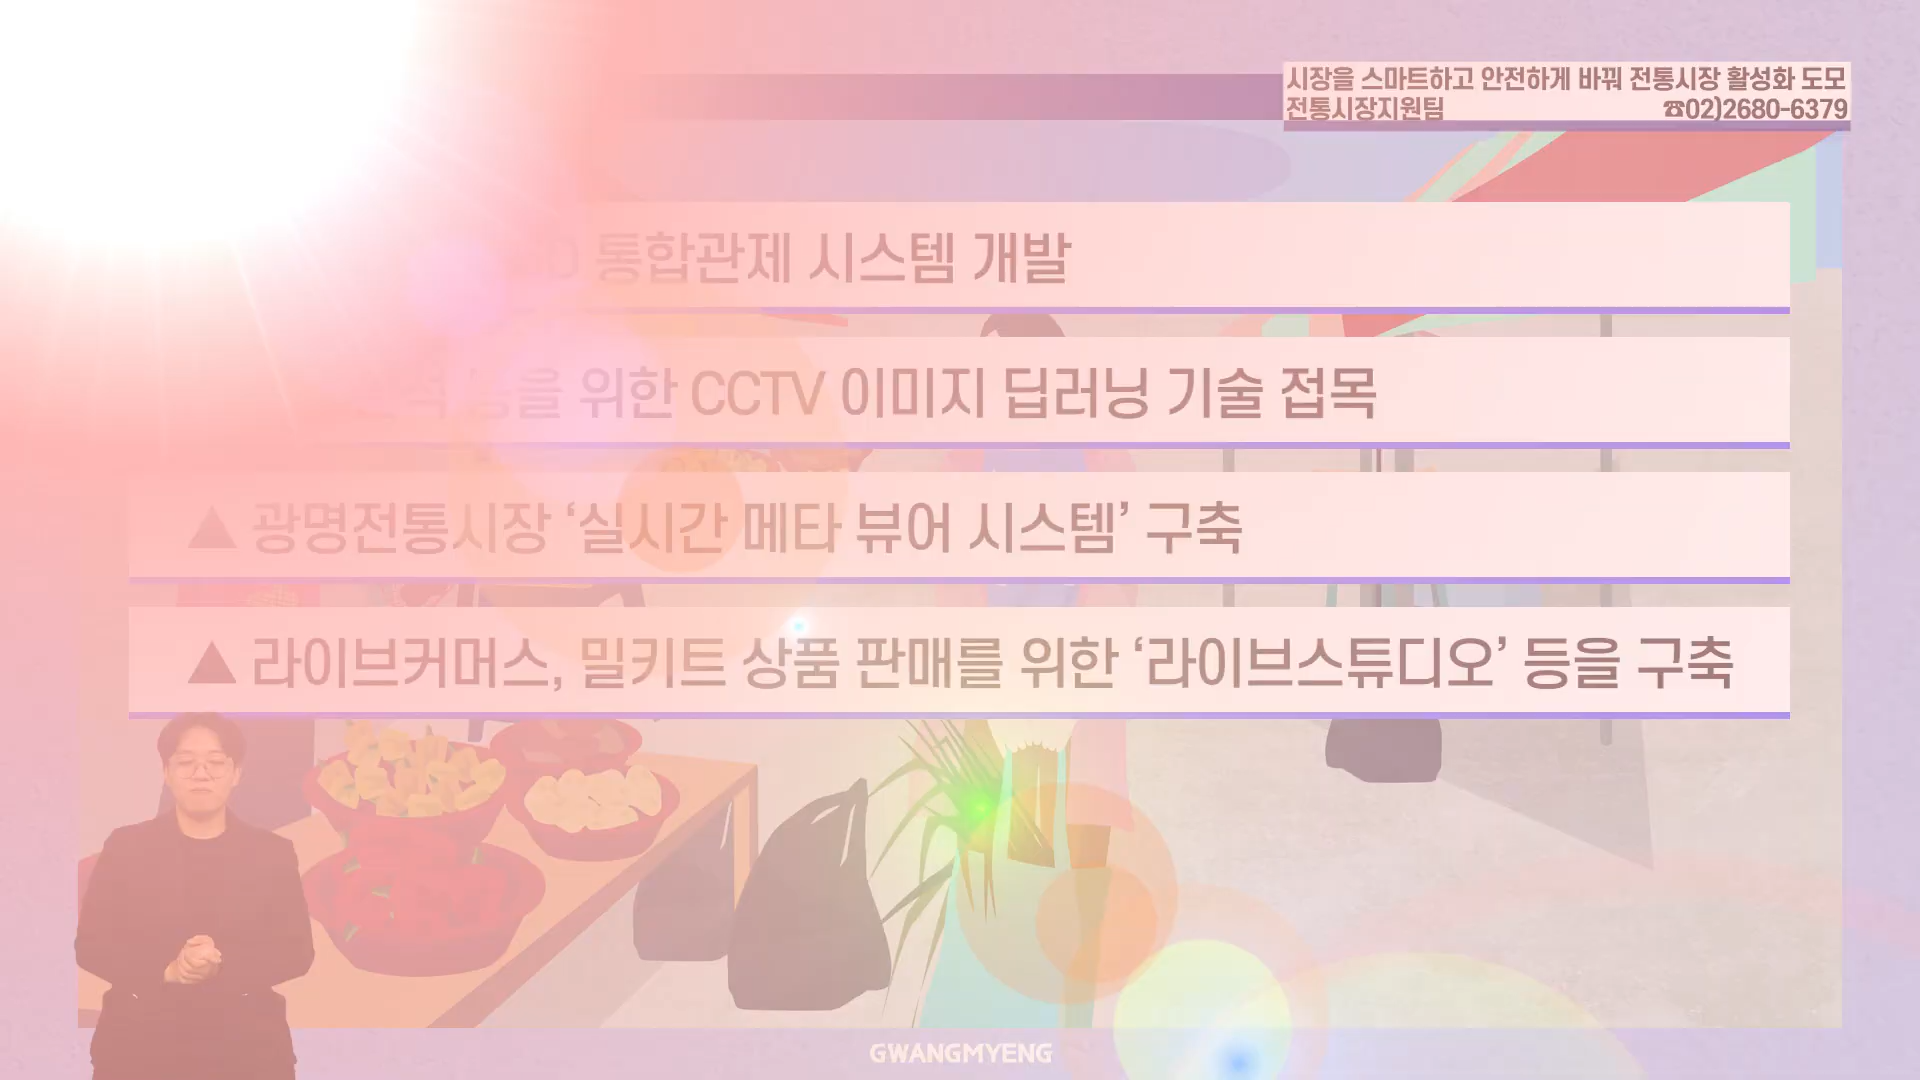 시장을 스마트하고 안전하게 바꿔 전통시장 활성화 도모
전통시장지원팀 ☎02)2680-6379
통합관제 시스템 개발
위한 CCTV 이미지 딥러닝 기술 접목
▲ 광명전통시장 ‘실시간 메타 뷰어 시스템’ 구축
▲ 라이브커머스, 밀키트 상품 판매를 위한 ‘라이브스튜디오’ 등을 구축
GWANGMYENG